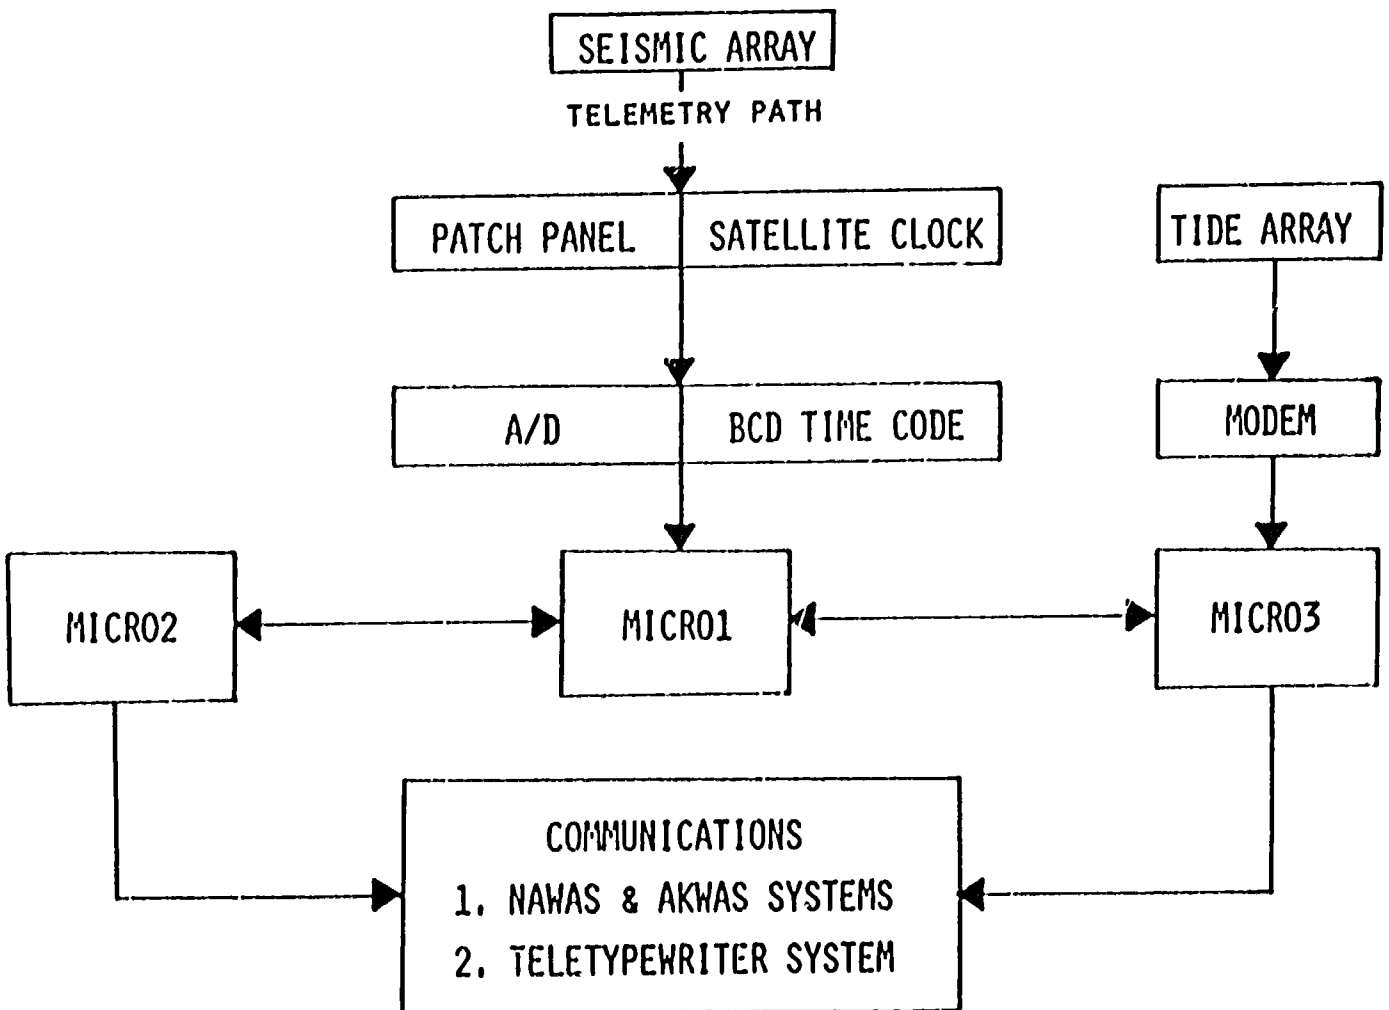 SEISMIC ARRAY
TELEMETRY PATH
PATCH PANEL
SATELLITE CLOCK
TIDE ARRAY
A/D
BCD TIME CODE
MODEM
MICRO2
MICRO1
MICRO3
COMMUNICATIONS
1. NAWAS & AKWAS SYSTEMS
2. TELETYPEWRITER SYSTEM